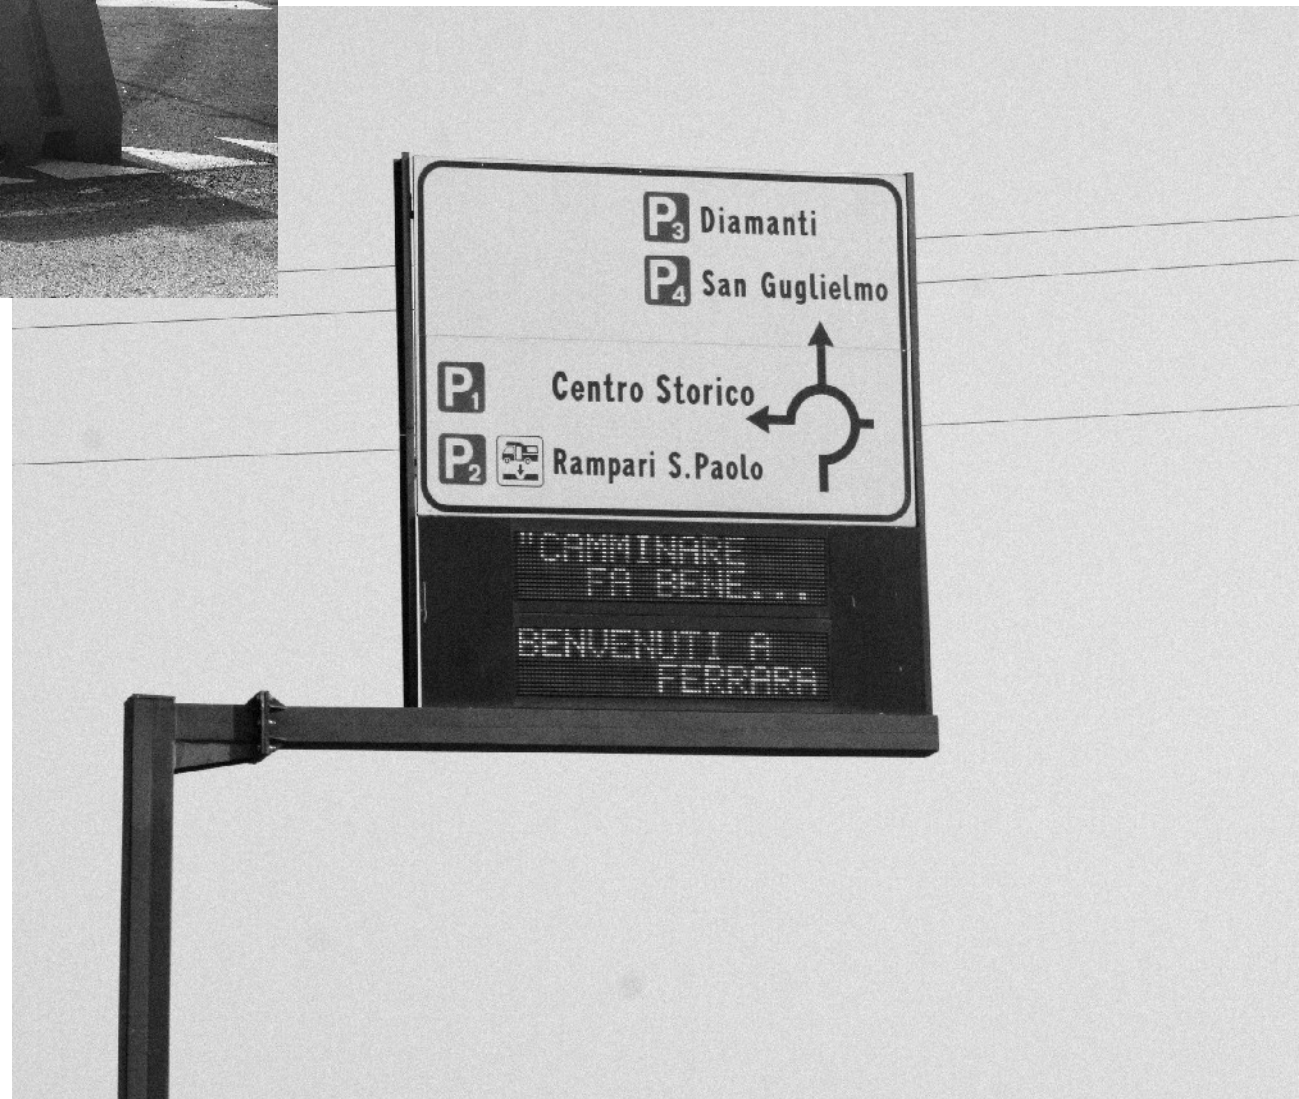 P3 Diamanti
P4 San Guglielmo
P1 Centro Storico
P2 Rampari S.Paolo
"CAMMINARE
FA BENE...
BENVENUTI A
FERRARA